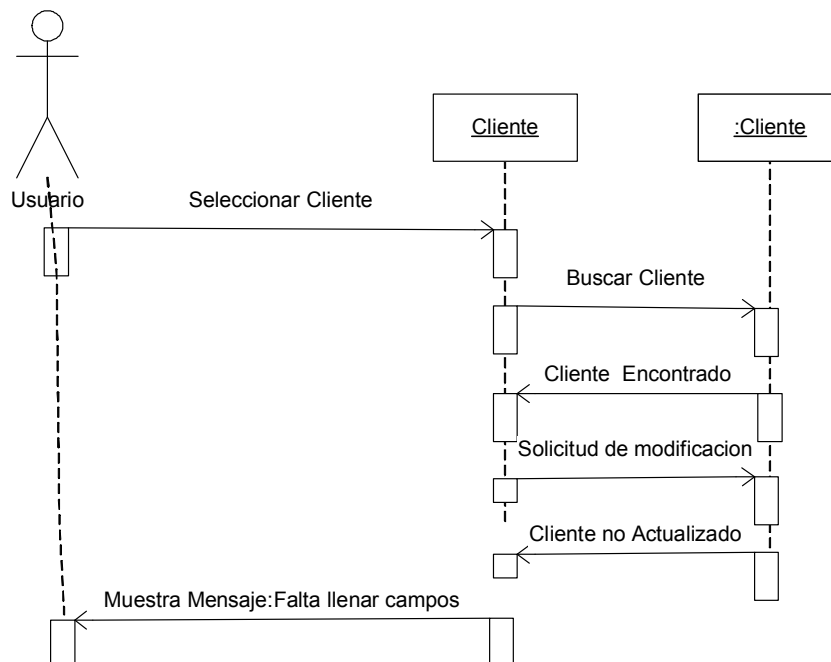 Cliente
:Cliente
Usuario
Seleccionar Cliente
Buscar Cliente
Cliente Encontrado
Solicitud de modificacion
Cliente no Actualizado
Muestra Mensaje:Falta llenar campos